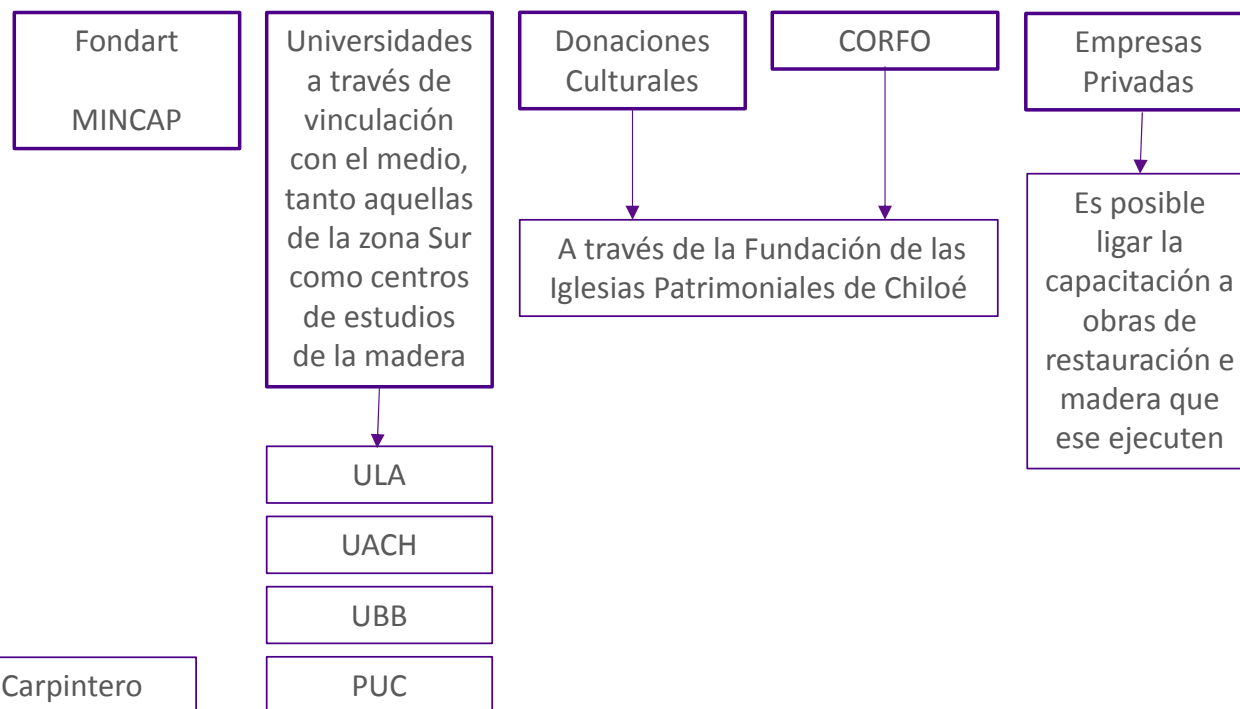 Fondart
MINCAP
Universidades
a través de
vinculación
con el medio,
tanto aquellas
de la zona Sur
como centros
de estudios
de la madera
Donaciones
Culturales
CORFO
Empresas
Privadas
A través de la Fundación de las
Iglesias Patrimoniales de Chiloé
Es posible
ligar la
capacitación a
obras de
restauración e
madera que
ese ejecuten
ULA
UACH
UBB
PUC
Carpintero